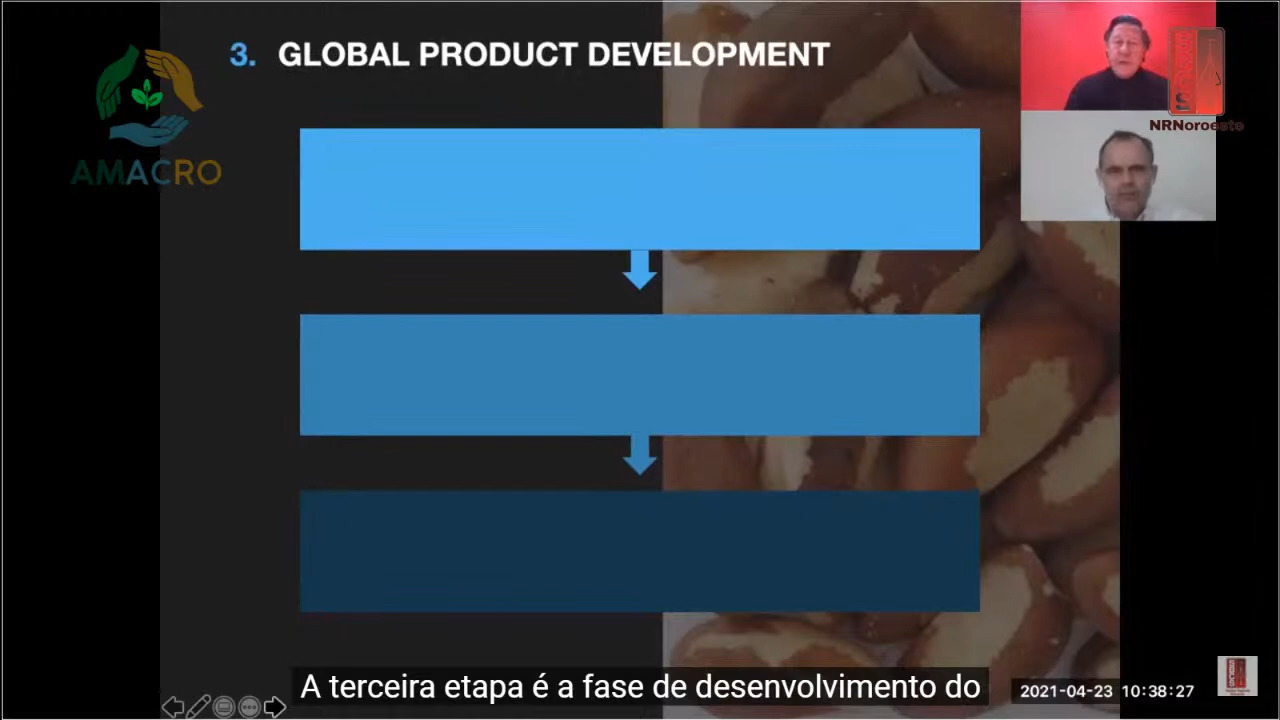 3. GLOBAL PRODUCT DEVELOPMENT
AMACRO
NRNoroeste
A terceira etapa é a fase de desenvolvimento do
2021-04-23 10:38:27